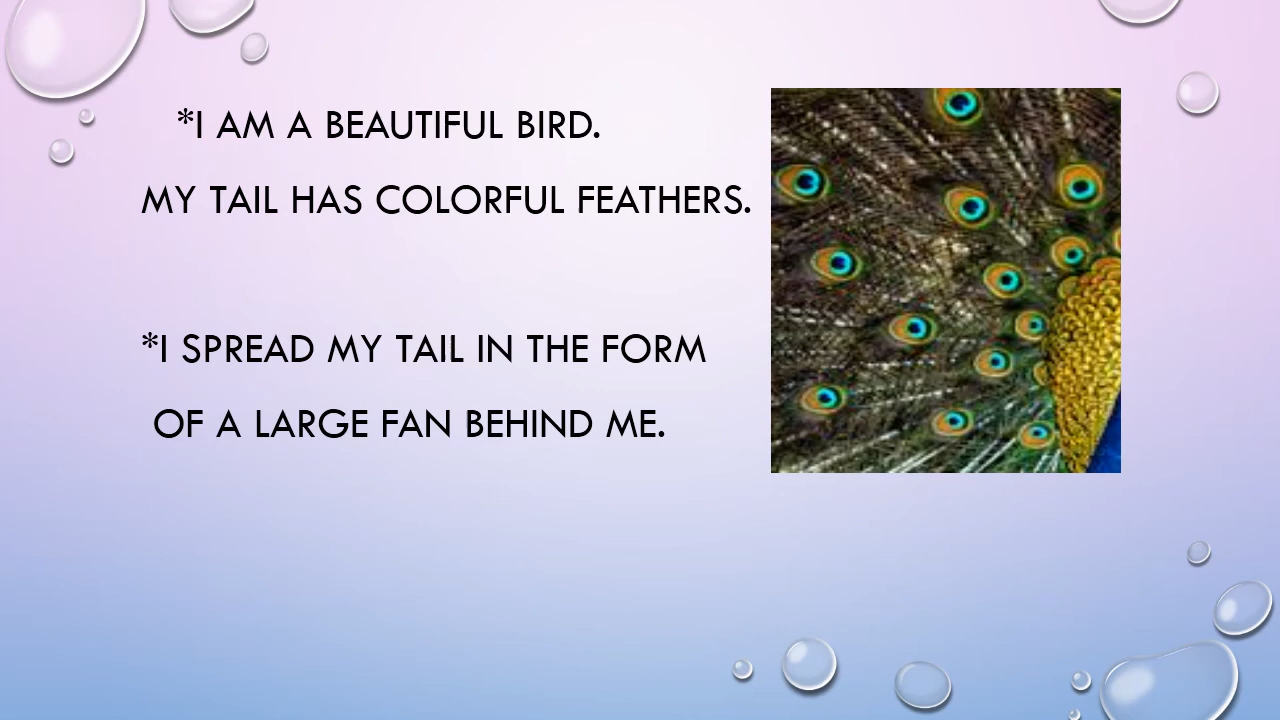 *I AM A BEAUTIFUL BIRD.
MY TAIL HAS COLORFUL FEATHERS.
*I SPREAD MY TAIL IN THE FORM
OF A LARGE FAN BEHIND ME.